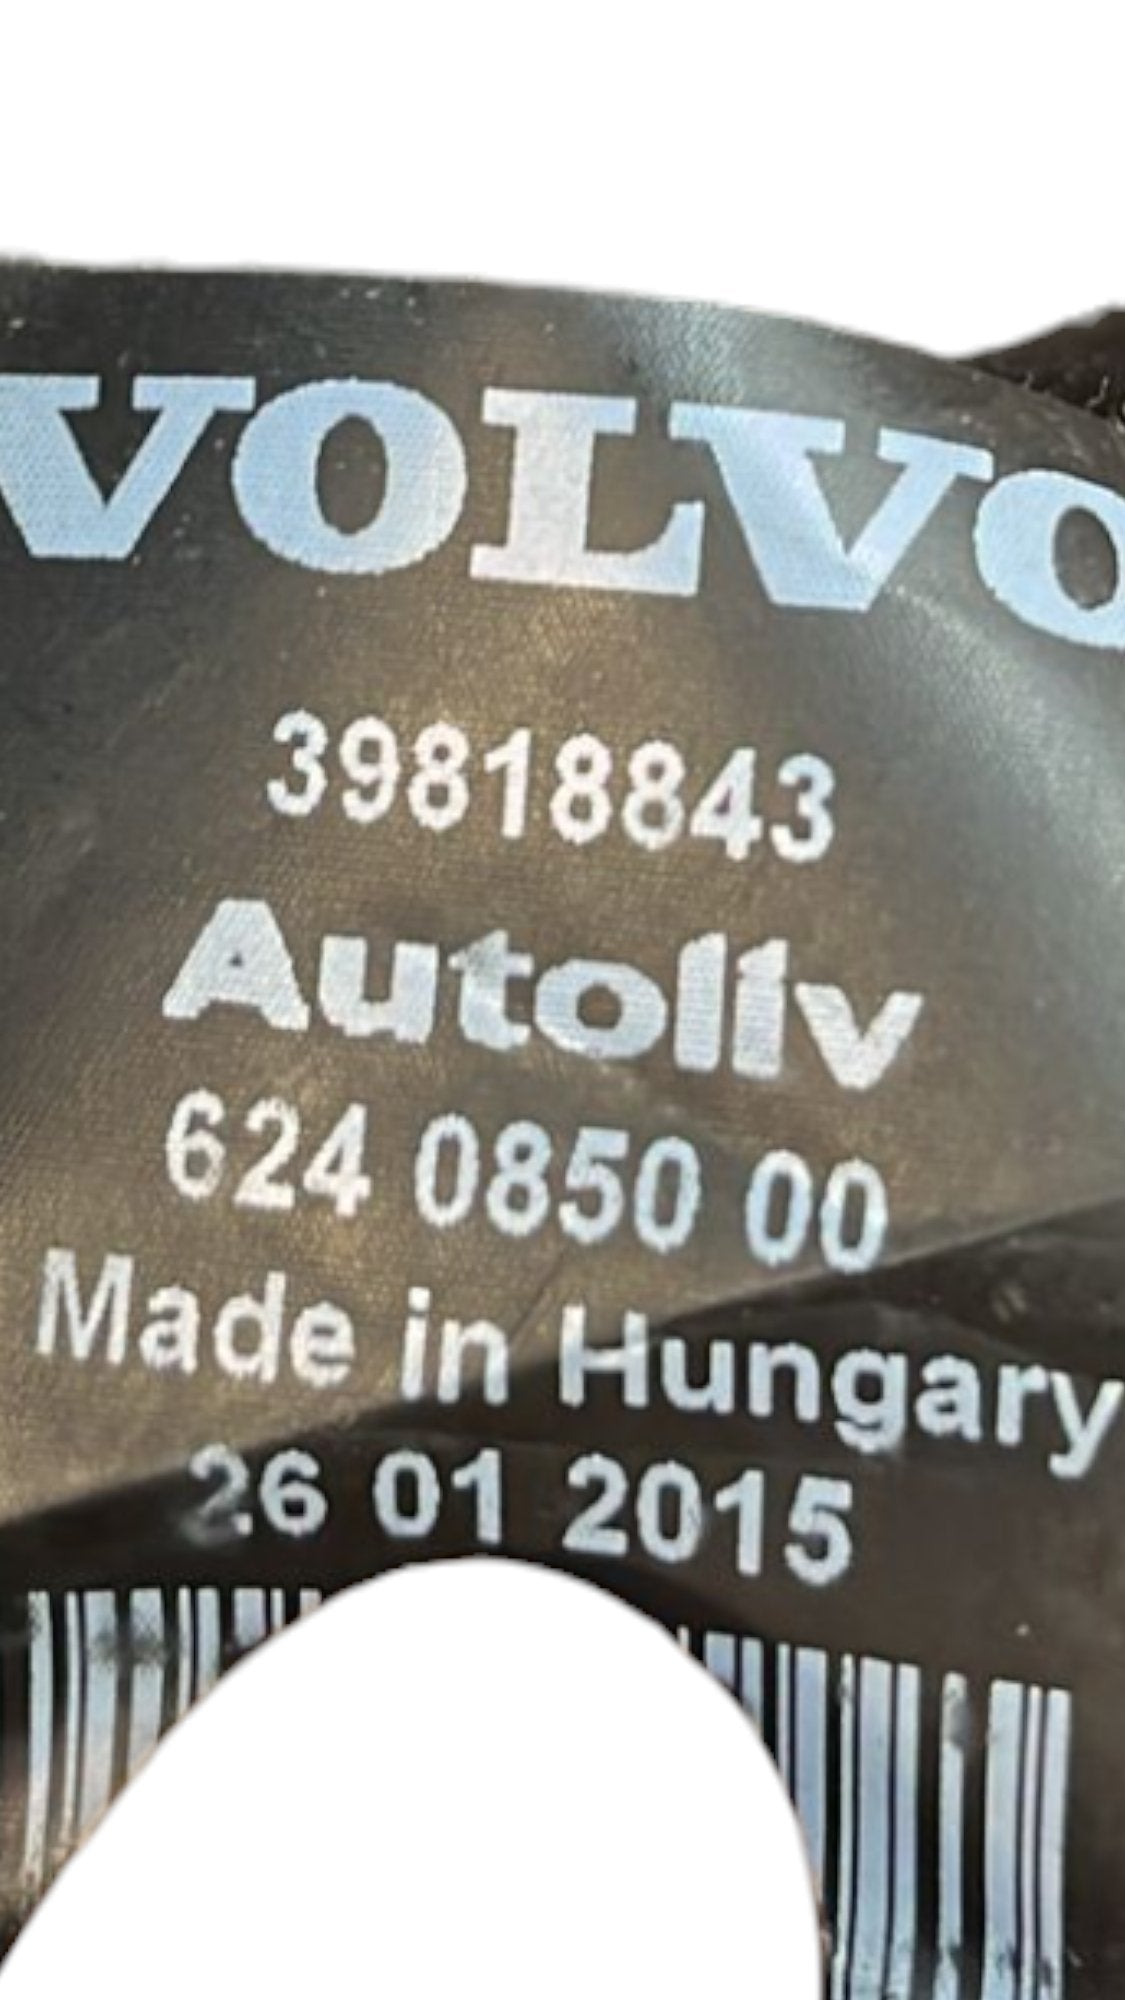 VOLVO
39818843
Autoliv
624 0850 00
Made in Hungary
26 01 2015